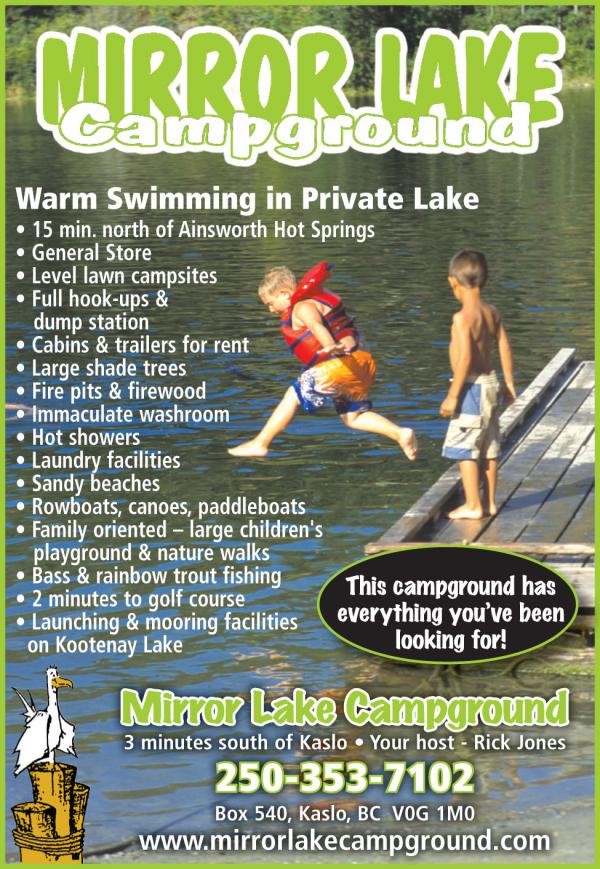 MIRROR LAKE
Campground
Warm Swimming in Private Lake
• 15 min. north of Ainsworth Hot Springs
• General Store
• Level lawn campsites
• Full hook-ups &
dump station
• Cabins & trailers for rent
• Large shade trees
• Fire pits & firewood
• Immaculate washroom
• Hot showers
• Laundry facilities
• Sandy beaches
• Rowboats, canoes, paddleboats
• Family oriented – large children's
playground & nature walks
• Bass & rainbow trout fishing
• 2 minutes to golf course
• Launching & mooring facilities
on Kootenay Lake
This campground has
everything you've been
looking for!
Mirror Lake Campground
3 minutes south of Kaslo • Your host - Rick Jones
250-353-7102
Box 540, Kaslo, BC V0G 1M0
www.mirrorlakecampground.com